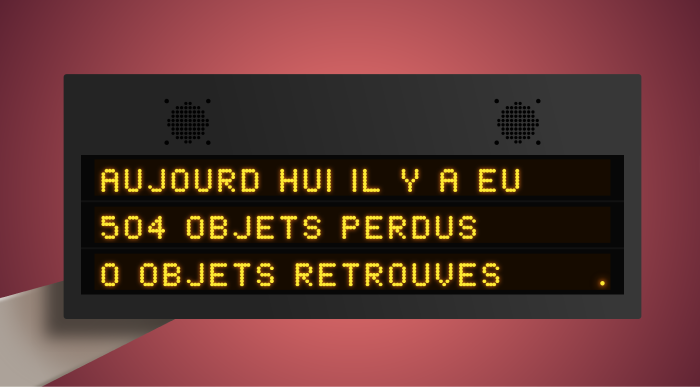 AUJOURD HUI IL Y A EU
504 OBJETS PERDUS
0 OBJETS RETROUVES .